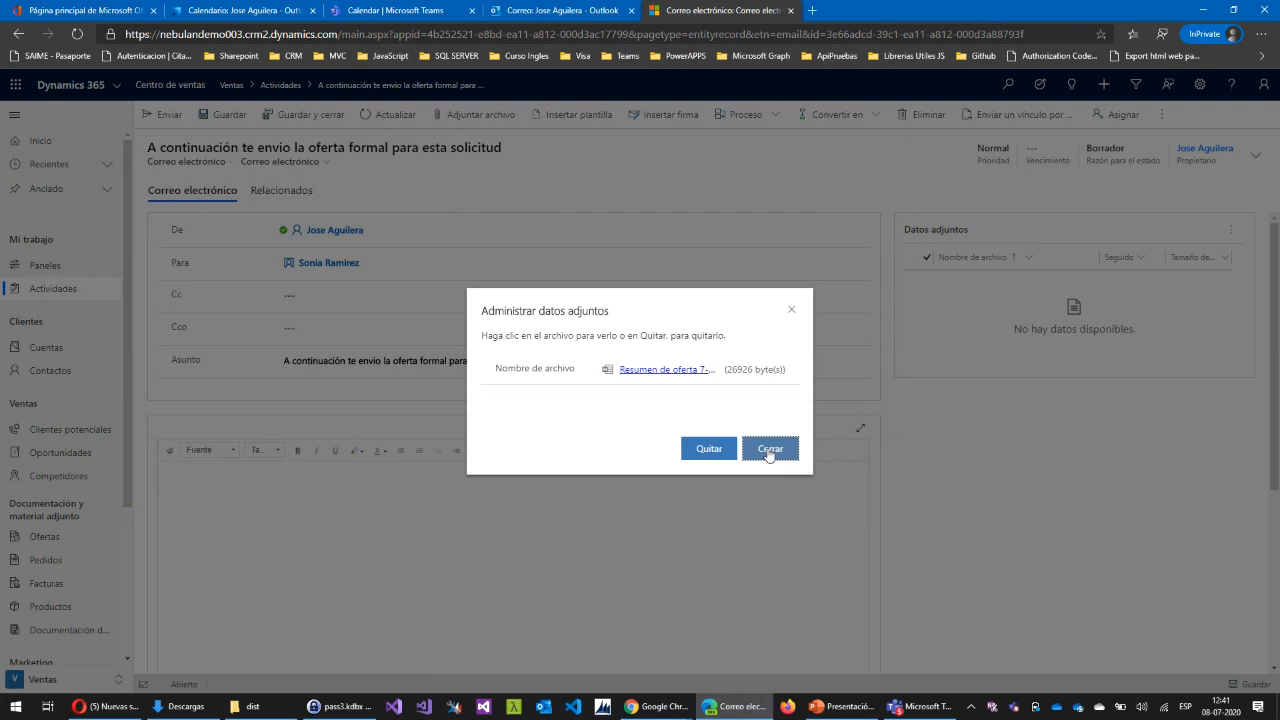 Página principal de Microsoft Of
Calendario: Jose Aguilera - Outlo
Calendar | Microsoft Teams
Correo: Jose Aguilera - Outlook
Correo electrónico: Correo elect
https://nebulandemo003.crm2.dynamics.com/main.aspx?appid=4b252521-e8bd-ea11-a812-000d3ac17799&pagetype=entityrecord&etn=email&id=3e66adcd-39c1-ea11-a812-000d3a88793f
InPrivate
SAIME - Pasaporte
Autenticacion | Cita...
Sharepoint
CRM
MVC
JavaScript
SQL SERVER
Curso Ingles
Visa
Teams
PowerAPPS
Microsoft Graph
ApiPruebas
Librerias Utiles JS
Github
Authorization Code...
Export html web pa...
Dynamics 365
Centro de ventas
Ventas
Actividades
A continuación te envio la oferta formal para ...
Enviar
Guardar
Guardar y cerrar
Actualizar
Adjuntar archivo
Insertar plantilla
Insertar firma
Proceso
Convertir en
Eliminar
Enviar un vínculo por ...
Asignar
Inicio
Recientes
Anclado
Mi trabajo
Paneles
Actividades
Clientes
Cuentas
Contactos
Ventas
Clientes potenciales
Oportunidades
Competidores
Documentación y
material adjunto
Ofertas
Pedidos
Facturas
Productos
Documentación d...
Marketing
V Ventas
A continuación te envio la oferta formal para esta solicitud
Correo electrónico · Correo electrónico
Normal
Prioridad
---
Vencimiento
Borrador
Razón para el estado
Jose Aguilera
Propietario
Correo electrónico
Relacionados
De
Jose Aguilera
Para
Sonia Ramirez
Cc
---
Cco
---
Asunto
A continuación te envio la oferta formal par
Fuente
Ta...
B I U
Datos adjuntos
Nombre de archivo
Seguido
Tamaño de...
No hay datos disponibles.
Administrar datos adjuntos
Haga clic en el archivo para verlo o en Quitar, para quitarlo.
Nombre de archivo
Resumen de oferta 7-...
(26926 byte(s))
Quitar
Cerrar
Abierto
Guardar
(5) Nuevas s...
Descargas
dist
pass3.kdbx ...
Google Chr...
Correo elec...
Presentació...
Microsoft T...
ESP
12:41
08-07-2020